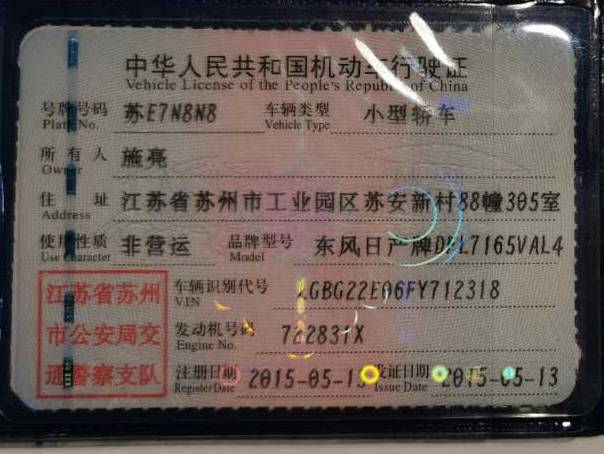 中华人民共和国机动车行驶证
Vehicle License of the People's Republic of China
号牌号码 苏E7N8N8 车辆类型 小型轿车
Plate No. Vehicle Type
所有人 施亮
Owner
住址 江苏省苏州市工业园区苏安新村88幢305室
Address
使用性质 非营运 品牌型号 东风日产牌DFL7165VAL4
Use Character Model
江苏省苏州
市公安局交
通警察支队
车辆识别代号 LGBG22E06FY712318
VIN
发动机号码
Engine No.
注册日期 2015-05-13 发证日期 2015-05-13
Register Date Issue Date